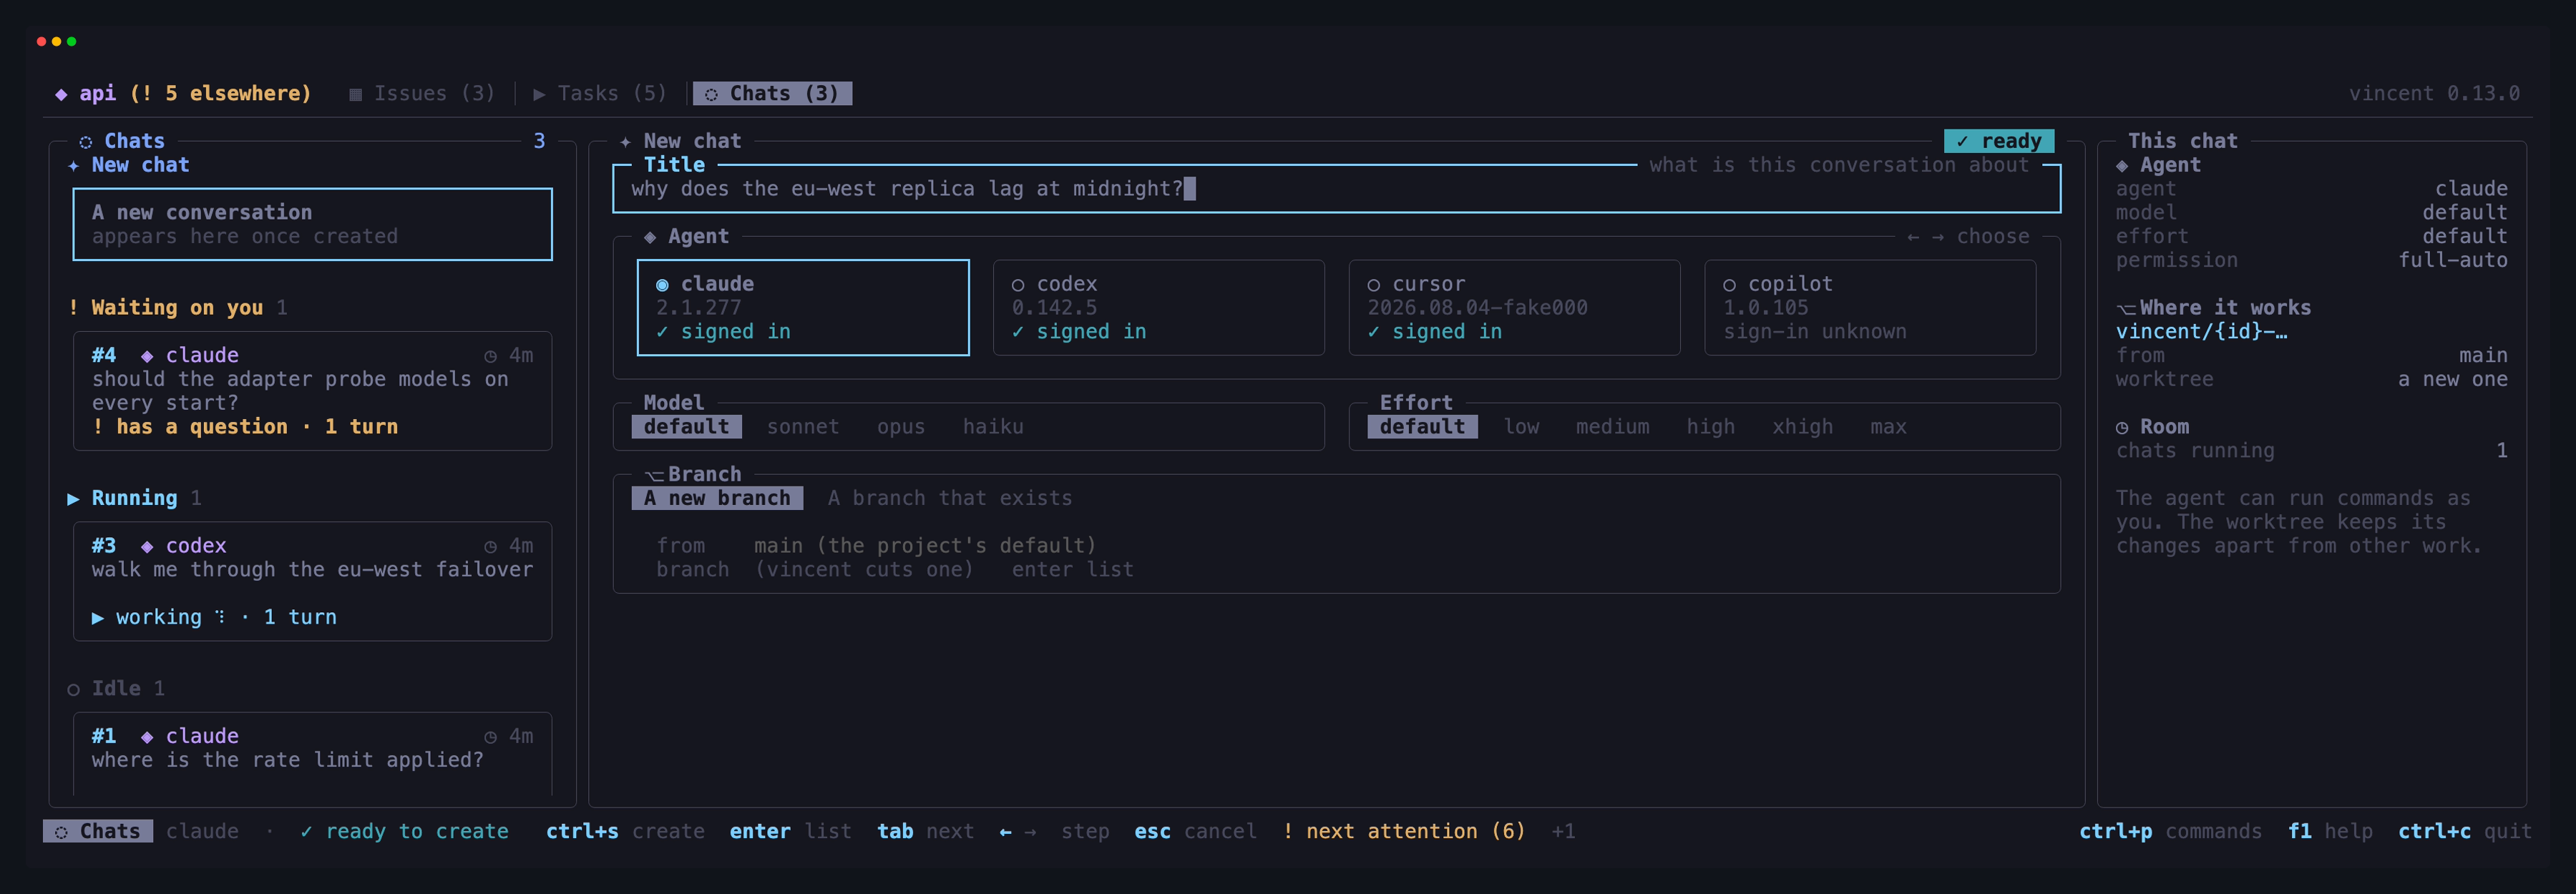 ◆ api (! 5 elsewhere) ▦ Issues (3) ▶ Tasks (5) ◌ Chats (3) vincent 0.13.0
◌ Chats 3
✦ New chat
A new conversation
appears here once created
! Waiting on you 1
#4 ◈ claude ◷ 4m
should the adapter probe models on
every start?
! has a question · 1 turn
▶ Running 1
#3 ◈ codex ◷ 4m
walk me through the eu-west failover
▶ working ⠹ · 1 turn
○ Idle 1
#1 ◈ claude ◷ 4m
where is the rate limit applied?
✦ New chat ✓ ready
Title what is this conversation about
why does the eu-west replica lag at midnight?
◈ Agent ← → choose
◉ claude
2.1.277
✓ signed in
○ codex
0.142.5
✓ signed in
○ cursor
2026.08.04-fake000
✓ signed in
○ copilot
1.0.105
sign-in unknown
Model
default sonnet opus haiku
Effort
default low medium high xhigh max
⌥ Branch
A new branch A branch that exists
from main (the project's default)
branch (vincent cuts one) enter list
This chat
◈ Agent
agent claude
model default
effort default
permission full-auto
⌥ Where it works
vincent/{id}-…
from main
worktree a new one
◷ Room
chats running 1
The agent can run commands as
you. The worktree keeps its
changes apart from other work.
◌ Chats claude · ✓ ready to create ctrl+s create enter list tab next ← → step esc cancel ! next attention (6) +1 ctrl+p commands f1 help ctrl+c quit